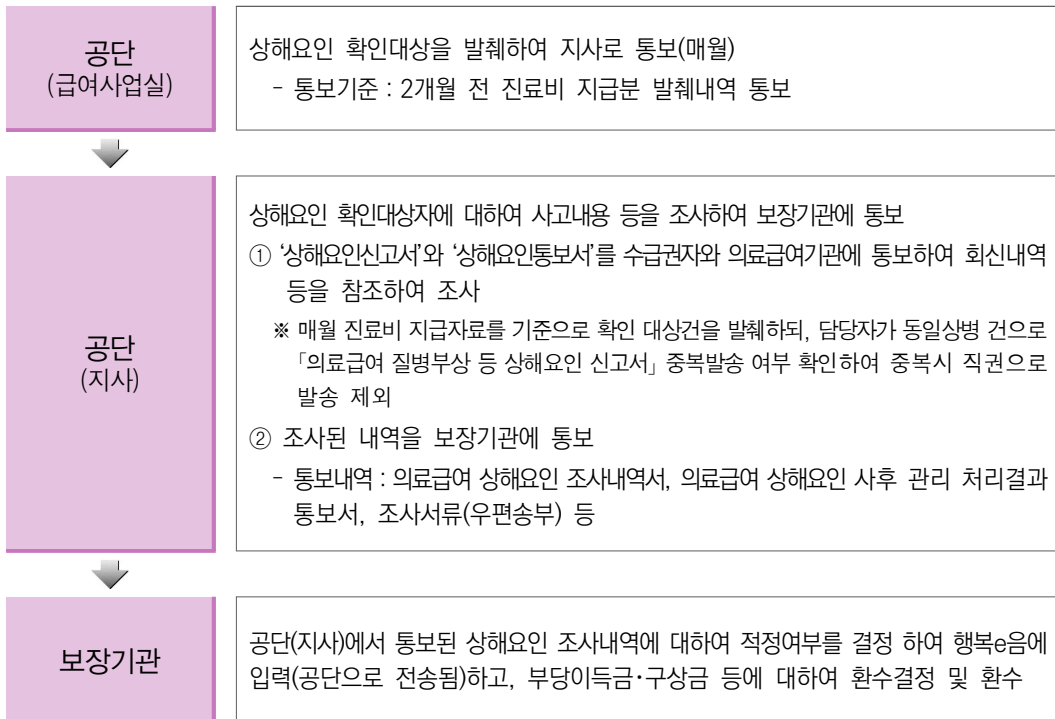 공단
(급여사업실)
상해요인 확인대상을 발췌하여 지사로 통보(매월)
- 통보기준 : 2개월 전 진료비 지급분 발췌내역 통보
공단
(지사)
상해요인 확인대상자에 대하여 사고내용 등을 조사하여 보장기관에 통보
① ‘상해요인신고서’와 ‘상해요인통보서’를 수급권자와 의료급여기관에 통보하여 회신내역
등을 참조하여 조사
※ 매월 진료비 지급자료를 기준으로 확인 대상건을 발췌하되, 담당자가 동일상병 건으로
「의료급여 질병부상 등 상해요인 신고서」 중복발송 여부 확인하여 중복시 직권으로
발송 제외
② 조사된 내역을 보장기관에 통보
- 통보내역 : 의료급여 상해요인 조사내역서, 의료급여 상해요인 사후 관리 처리결과
통보서, 조사서류(우편송부) 등
보장기관
공단(지사)에서 통보된 상해요인 조사내역에 대하여 적정여부를 결정 하여 행복e음에
입력(공단으로 전송됨)하고, 부당이득금·구상금 등에 대하여 환수결정 및 환수